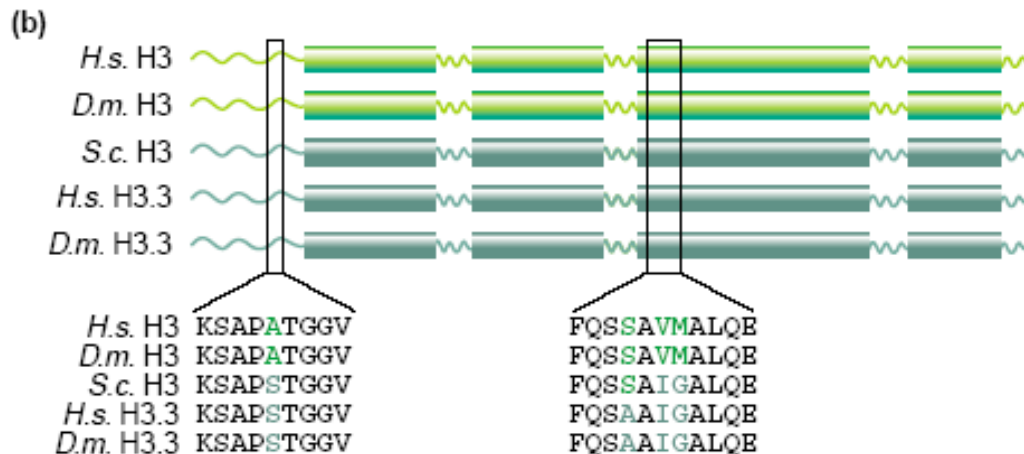 (b)
H.s. H3
D.m. H3
S.c. H3
H.s. H3.3
D.m. H3.3
H.s. H3 KSAPATGGV FQSSAVMALQE
D.m. H3 KSAPATGGV FQSSAVMALQE
S.c. H3 KSAPSTGGV FQSSAIGALQE
H.s. H3.3 KSAPSTGGV FQSAAIGALQE
D.m. H3.3 KSAPSTGGV FQSAAIGALQE